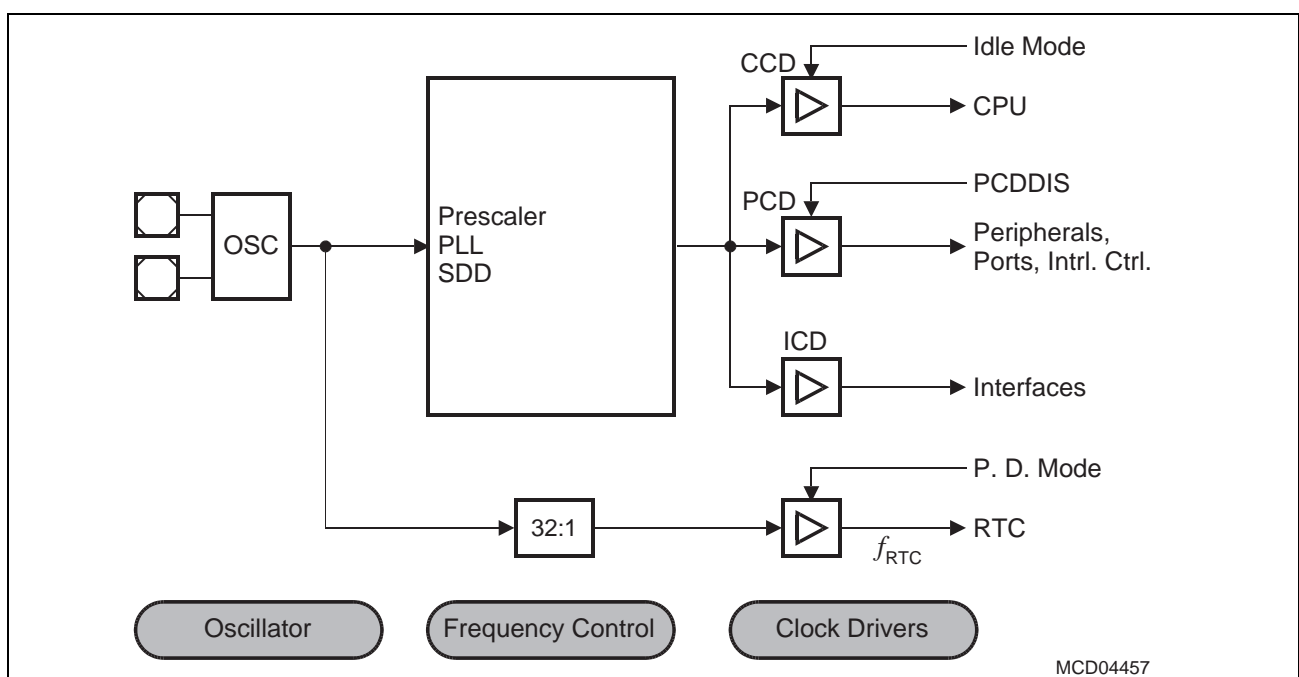 Idle Mode
CCD
CPU
PCDDIS
PCD
Peripherals,
Ports, Intrl. Ctrl.
OSC
Prescaler
PLL
SDD
ICD
Interfaces
P. D. Mode
32:1
RTC
fRTC
Oscillator
Frequency Control
Clock Drivers
MCD04457